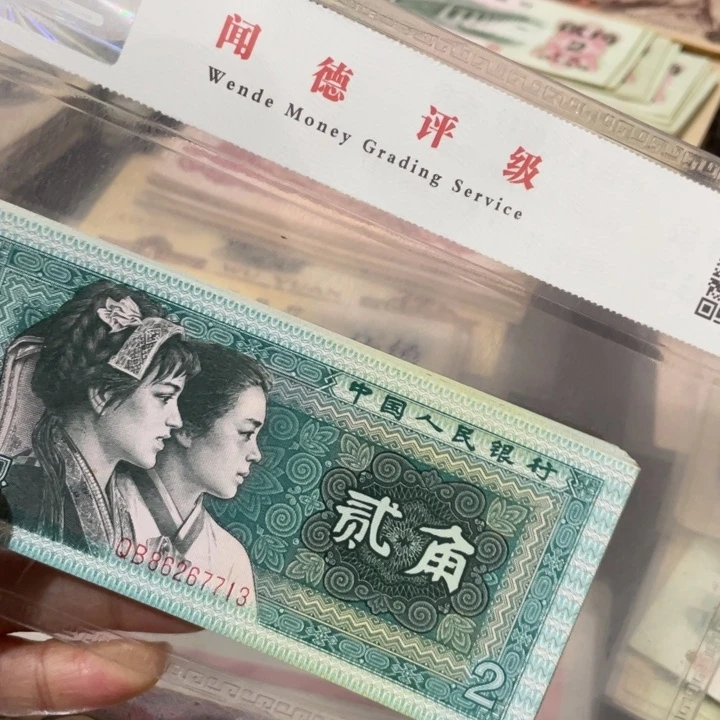 闻德评级
Wende Money Grading Service
中国人民银行
贰角
QB86267713
2